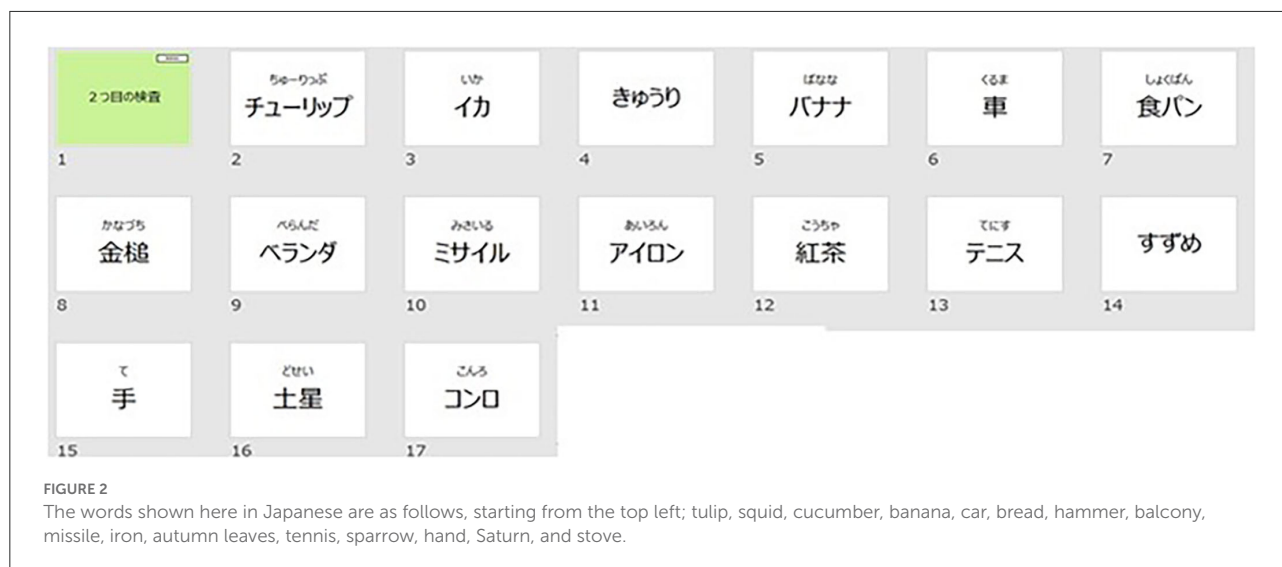 2つ目の検査
1
ちゅーりっぷ
チューリップ
2
いか
イカ
3
きゅうり
4
ばなな
バナナ
5
くるま
車
6
しょくぱん
食パン
7
かなづち
金槌
8
べらんだ
ベランダ
9
みさいる
ミサイル
10
あいろん
アイロン
11
こうちゃ
紅茶
12
てにす
テニス
13
すずめ
14
て
手
15
どせい
土星
16
こんろ
コンロ
17
FIGURE 2
The words shown here in Japanese are as follows, starting from the top left; tulip, squid, cucumber, banana, car, bread, hammer, balcony,
missile, iron, autumn leaves, tennis, sparrow, hand, Saturn, and stove.